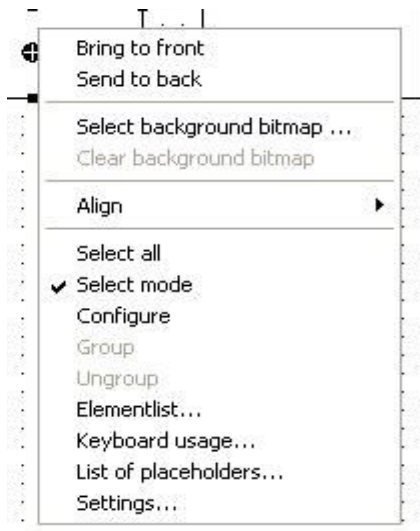 Bring to front
Send to back
Select background bitmap ...
Clear background bitmap
Align
Select all
Select mode
Configure
Group
Ungroup
Elementlist...
Keyboard usage...
List of placeholders...
Settings...